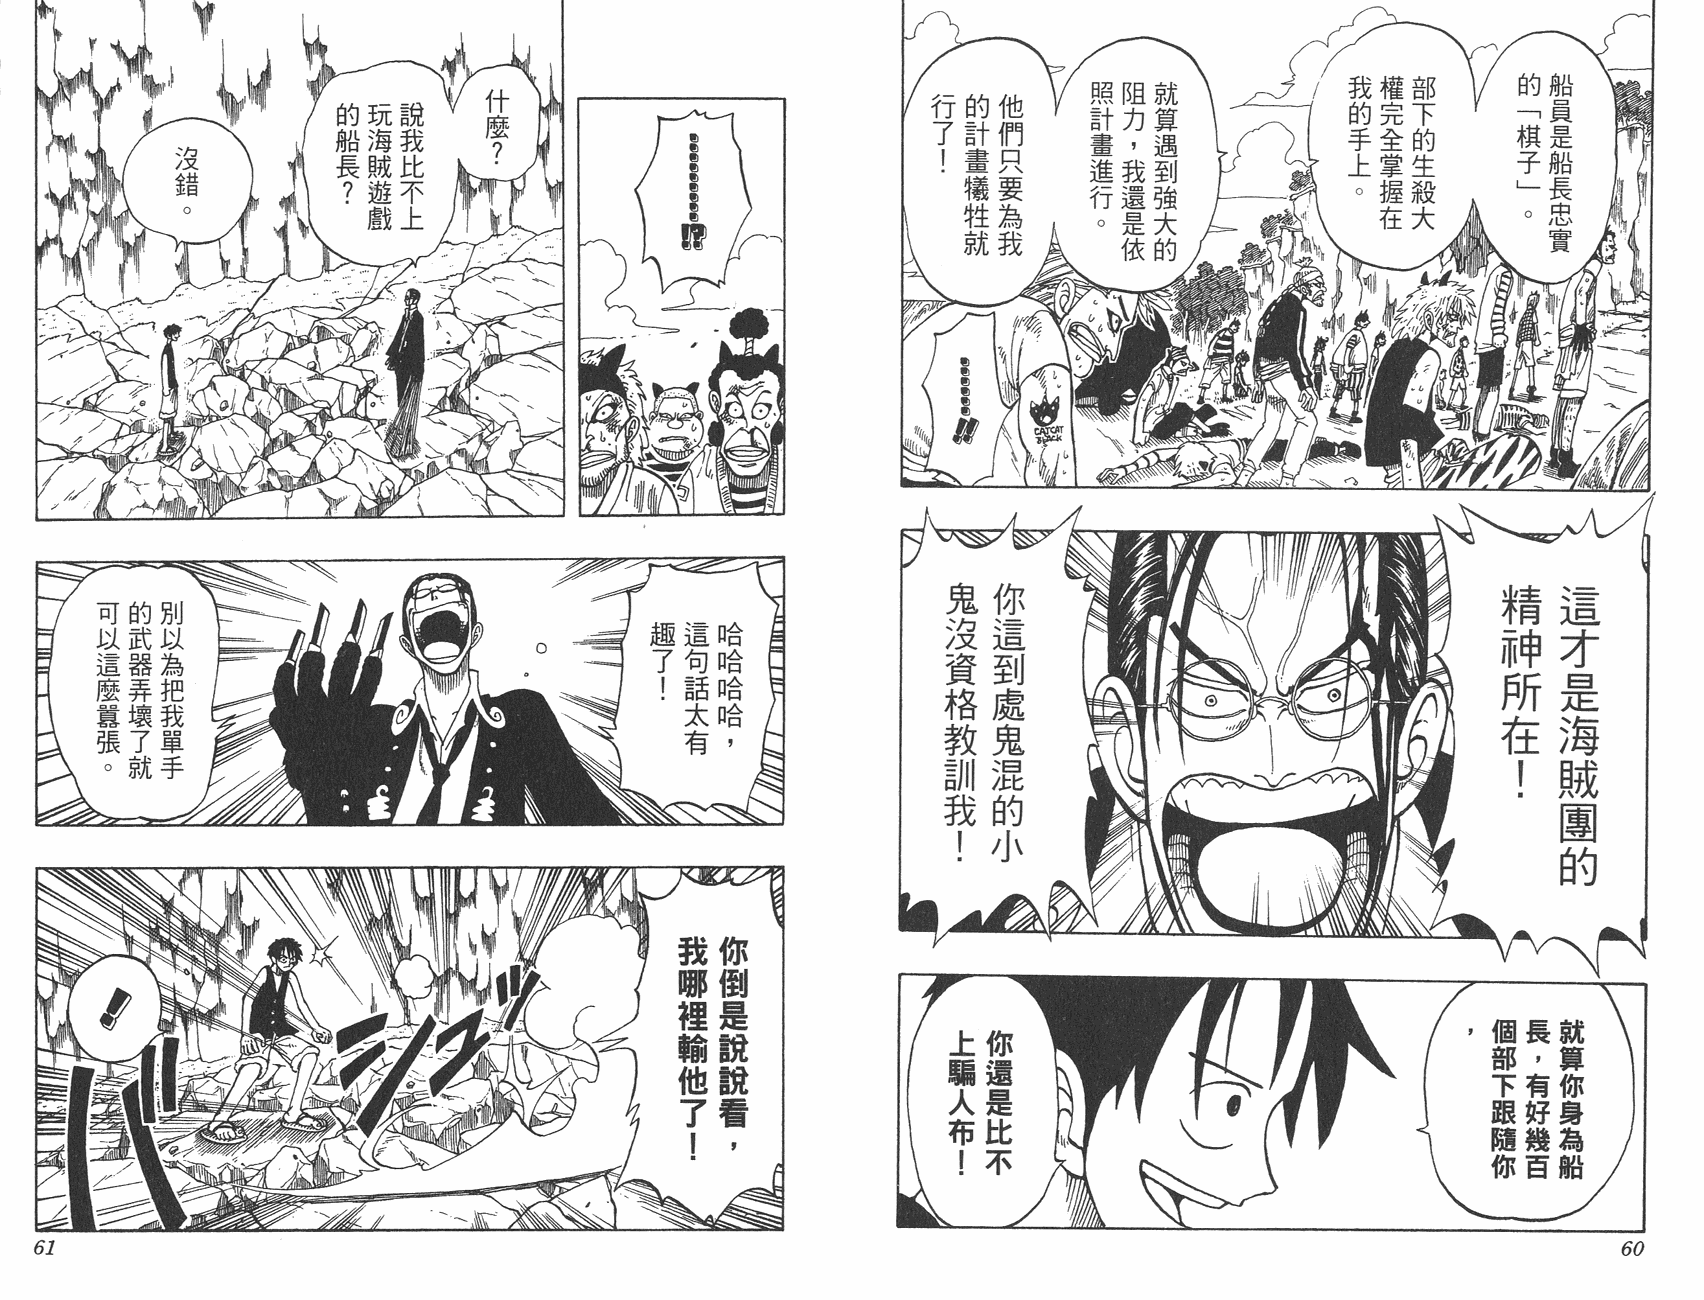 船員是船長忠實
的「棋子」。
部下的生殺大
權完全掌握在
我的手上。
就算遇到強大的
阻力，我還是依
照計畫進行。
他們只要為我
的計畫犧牲就
行了！
………!!
CATCAT
BLACK
這才是海賊團的
精神所在！
你這到處鬼混的小
鬼沒資格教訓我！
就算你身為船
長，有好幾百
個部下跟隨你
，
你還是比不
上騙人布！
60
…………!?
什麼？
說我比不上
玩海賊遊戲
的船長？
沒錯。
哈哈哈哈，
這句話太有
趣了！
別以為把我單手
的武器弄壞了就
可以這麼囂張。
你倒是說說看，
我哪裡輸他了！
!
61